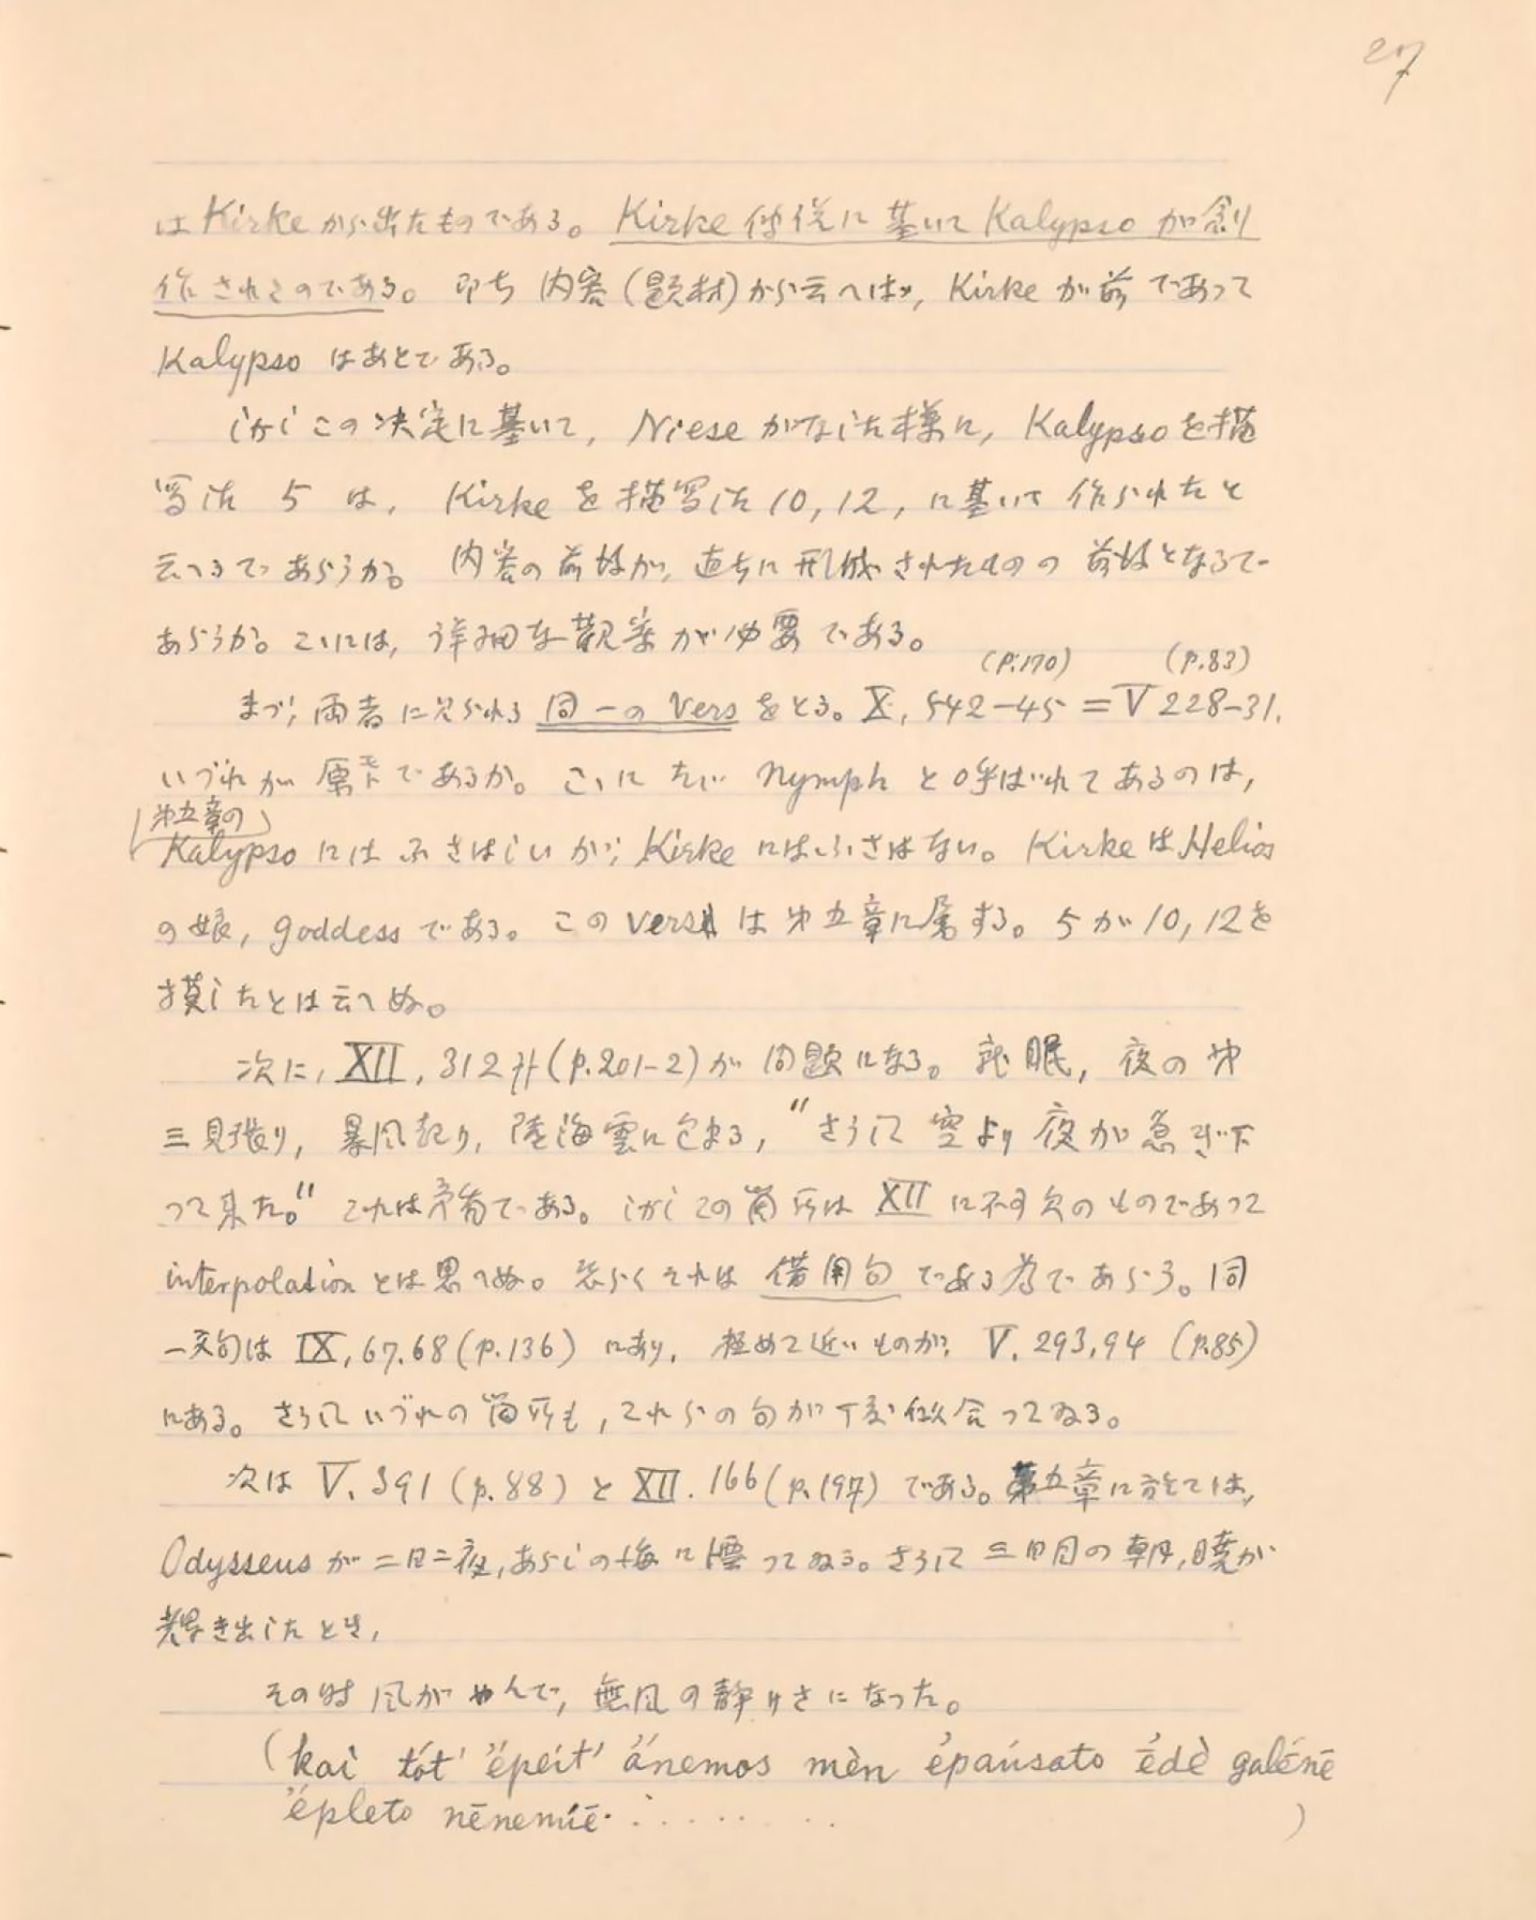 27
はKirkeから出たものである。Kirke伝説に基いてKalypsoが創
作されたのである。即ち内容(題材)から云へば, Kirkeが前であって
Kalypsoはあとである。
しかしこの決定に基いて, Nieseがなした様に, Kalypsoを描
写した 5 は, Kirkeを描写した10, 12, に基いて作られたと
云へるであらうか。内容の前後が, 直ちに形成されたものの前後となるで
あらうか。こゝには, 詳細な観察が必要である。
(p.170) (p.83)
まづ, 両者に見られる同一のVersをとる。X, 542-45 = V 228-31.
いづれが原本であるか。こゝにたゞNymphと呼ばれてあるのは,
第五章の
Kalypsoにはふさはしいが, Kirkeにはふさはない。KirkeはHelios
の娘, goddessである。このVersは第五章に属する。5が10, 12を
模したとは云へぬ。
次に, XII, 312ff(p.201-2)が問題になる。就眠, 夜の第
三見張り, 暴風起り, 陸海雲に包まる, "さうして空より夜が急ぎ下
って来た。" これは矛盾である。しかしこの箇所はXIIに不可欠のものであって
interpolationとは思へぬ。恐らくそれは借用句である為であらう。同
一文句はIX, 67.68(p.136)にあり, 極めて近いものが, V. 293,94 (p.85)
にある。さうしていづれの箇所も, これらの句が丁度似合ってゐる。
次はV. 391 (p.88)とXII. 166(p.197)である。第五章に於ては,
Odysseusが二日二夜, あらしの海に漂ってゐる。さうして三日目の朝, 暁が
輝き出したとき,
その時風がやんで, 無風の静けさになった。
(kaì tót' épeit' ánemos mèn epaúsato ēdè galḗnē
épleto nēnemíē・.........)